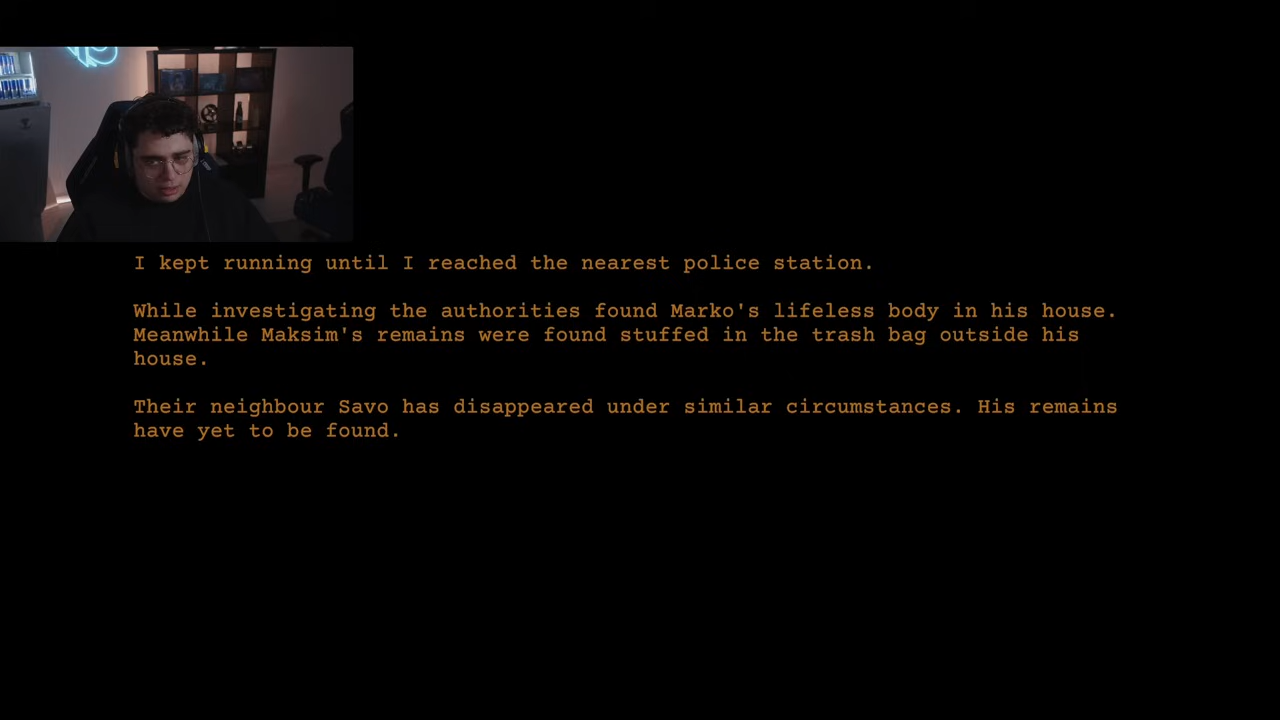 I kept running until I reached the nearest police station.
While investigating the authorities found Marko's lifeless body in his house.
Meanwhile Maksim's remains were found stuffed in the trash bag outside his
house.
Their neighbour Savo has disappeared under similar circumstances. His remains
have yet to be found.